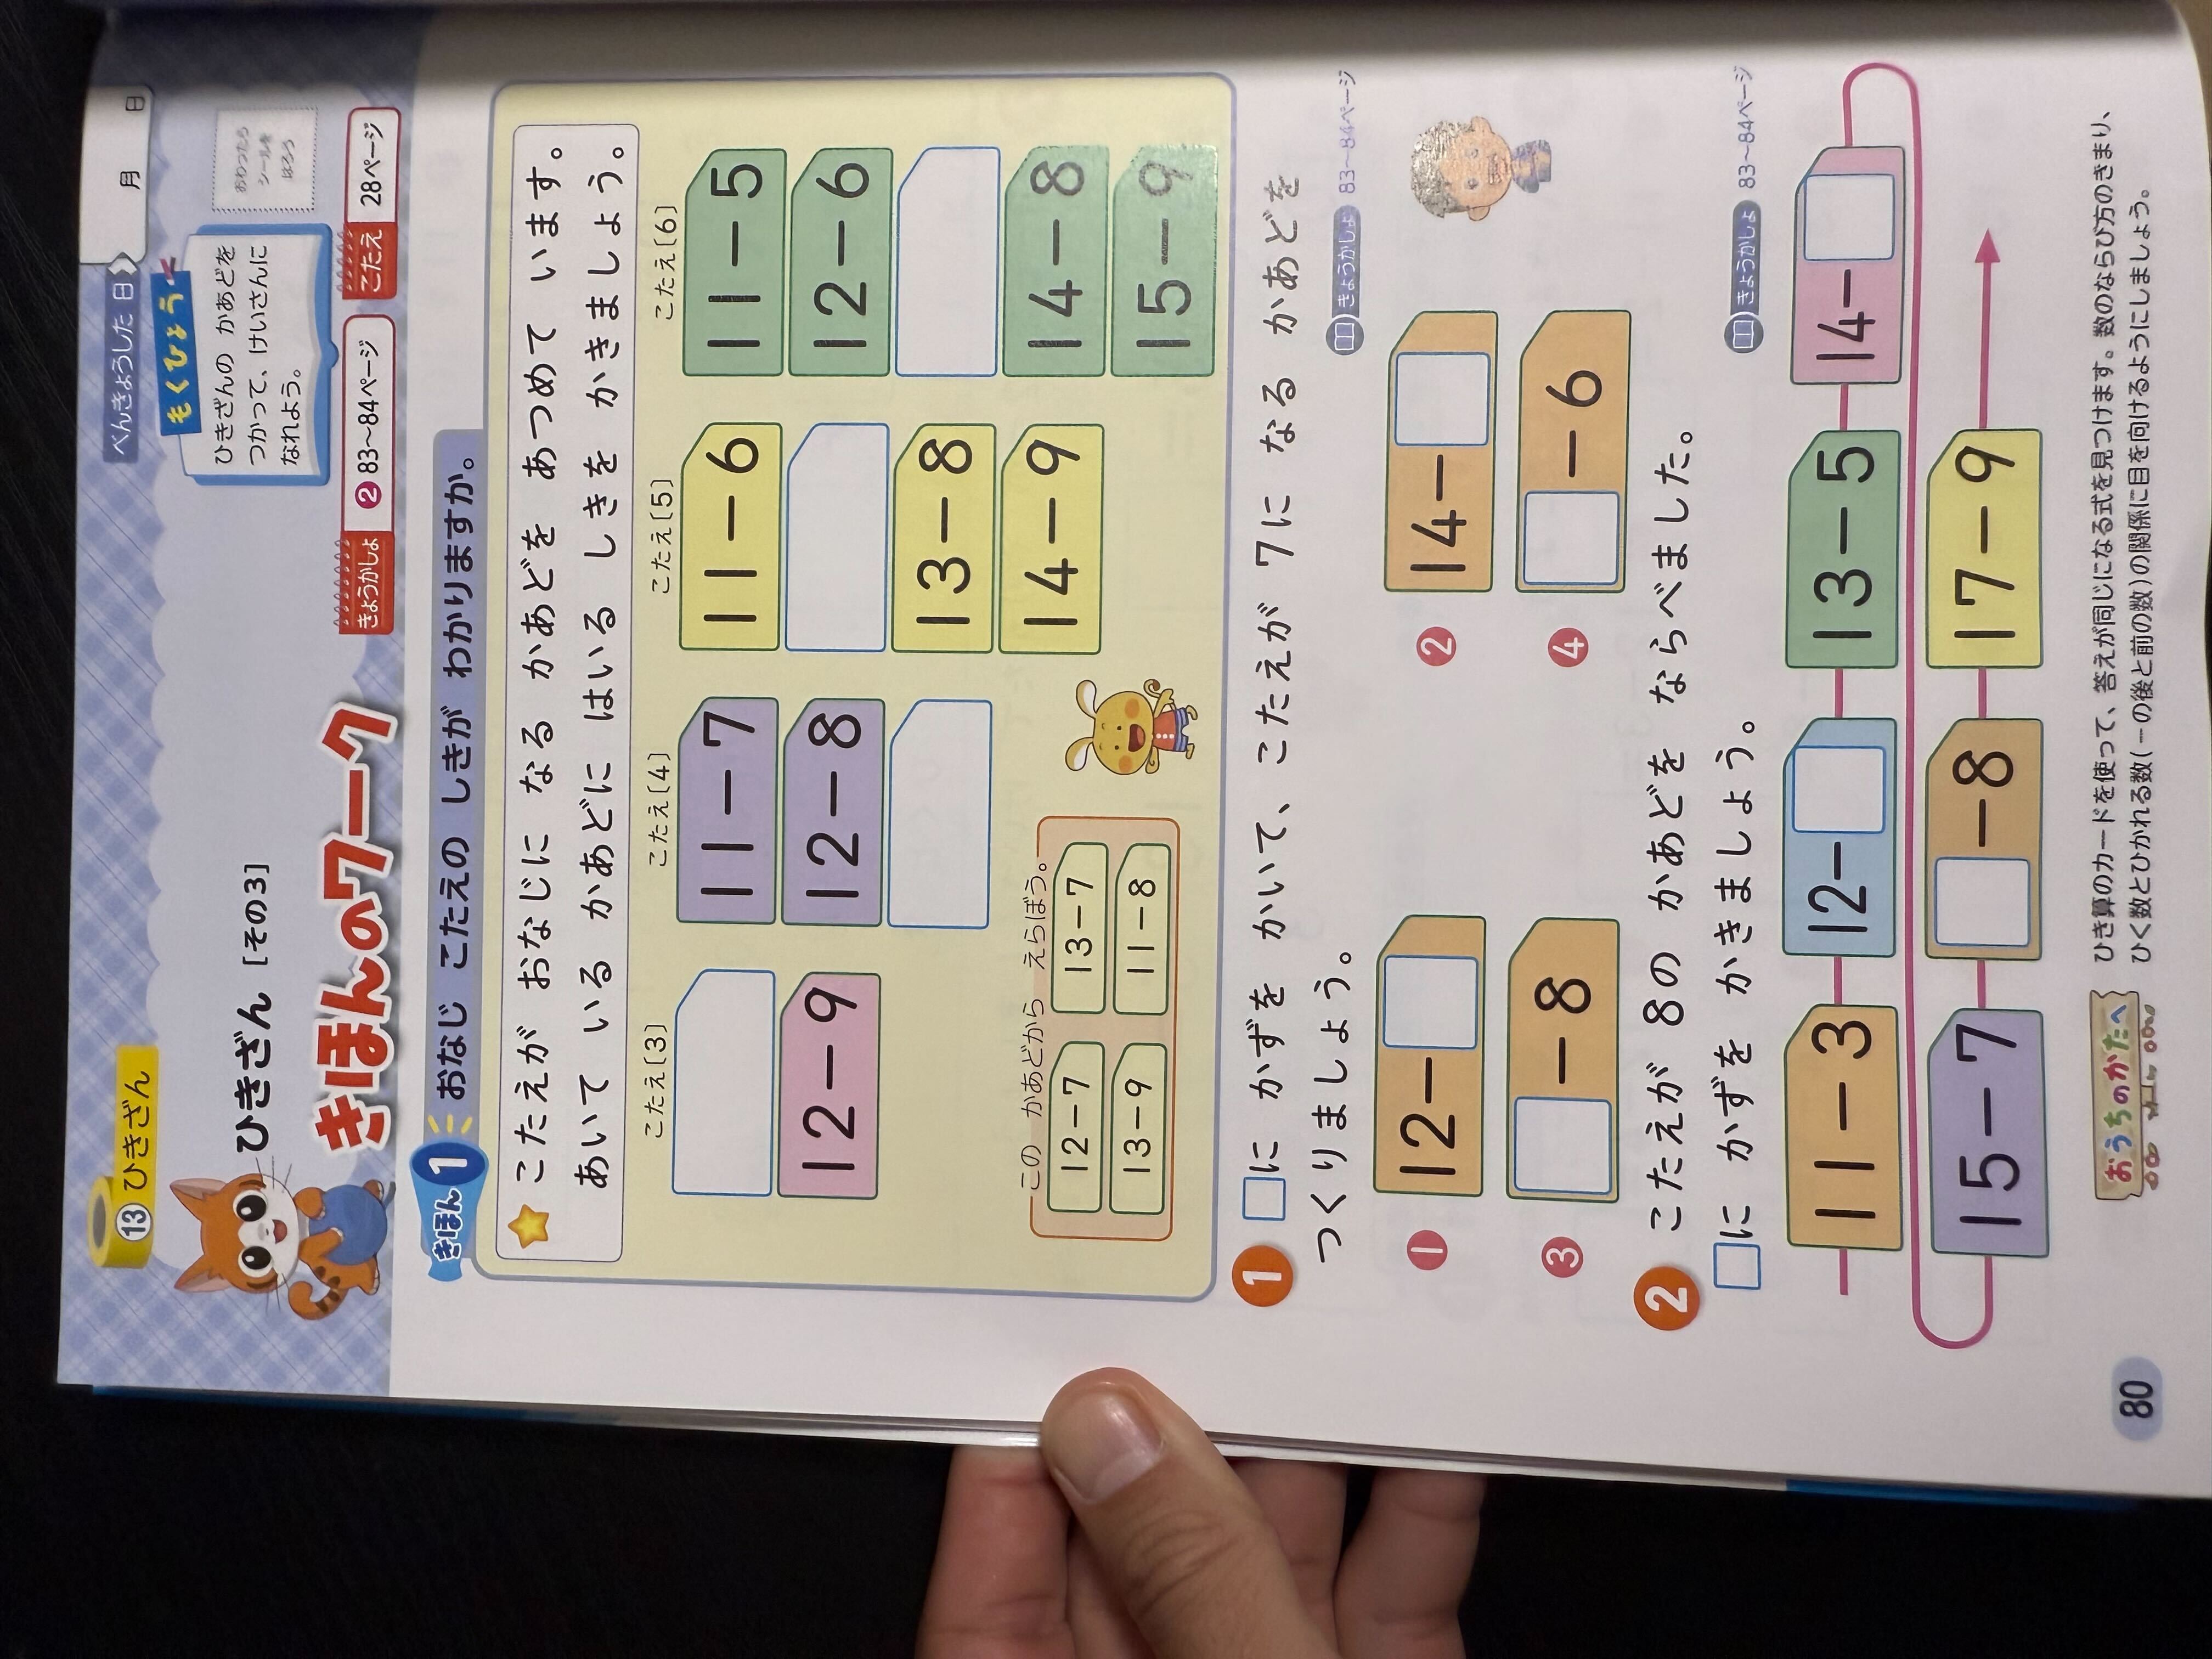 べんきょうした日 月 日
⑬ ひきざん
ひきざん [その3]
きほんのワーク
もくひょう
ひきざんの かあどを
つかって、けいさんに
なれよう。
おわったら
シールを
はろう
きょうかしょ ❷ 83〜84ページ こたえ 28ページ
きほん 1 おなじ こたえの しきが わかりますか。
こたえが おなじに なる かあどを あつめて います。
あいて いる かあどに はいる しきを かきましょう。
こたえ[3] こたえ[4] こたえ[5] こたえ[6]
11−7 11−6 11−5
12−9 12−8 12−6
13−8
14−9 14−8
15−9
この かあどから えらぼう。
12−7 13−7
13−9 11−8
1 □に かずを かいて、こたえが 7に なる かあどを
つくりましょう。
きょうかしょ 83〜84ページ
❶ 12−□ ❷ 14−□
❸ □−8 ❹ □−6
2 こたえが 8の かあどを ならべました。
□に かずを かきましょう。
きょうかしょ 83〜84ページ
11−3 12−□ 13−5 14−□
15−7 □−8 17−9
おうちのかたへ
ひき算のカードを使って、答えが同じになる式を見つけます。数のならび方のきまり、
ひく数とひかれる数(−の後と前の数)の関係に目を向けるようにしましょう。
80